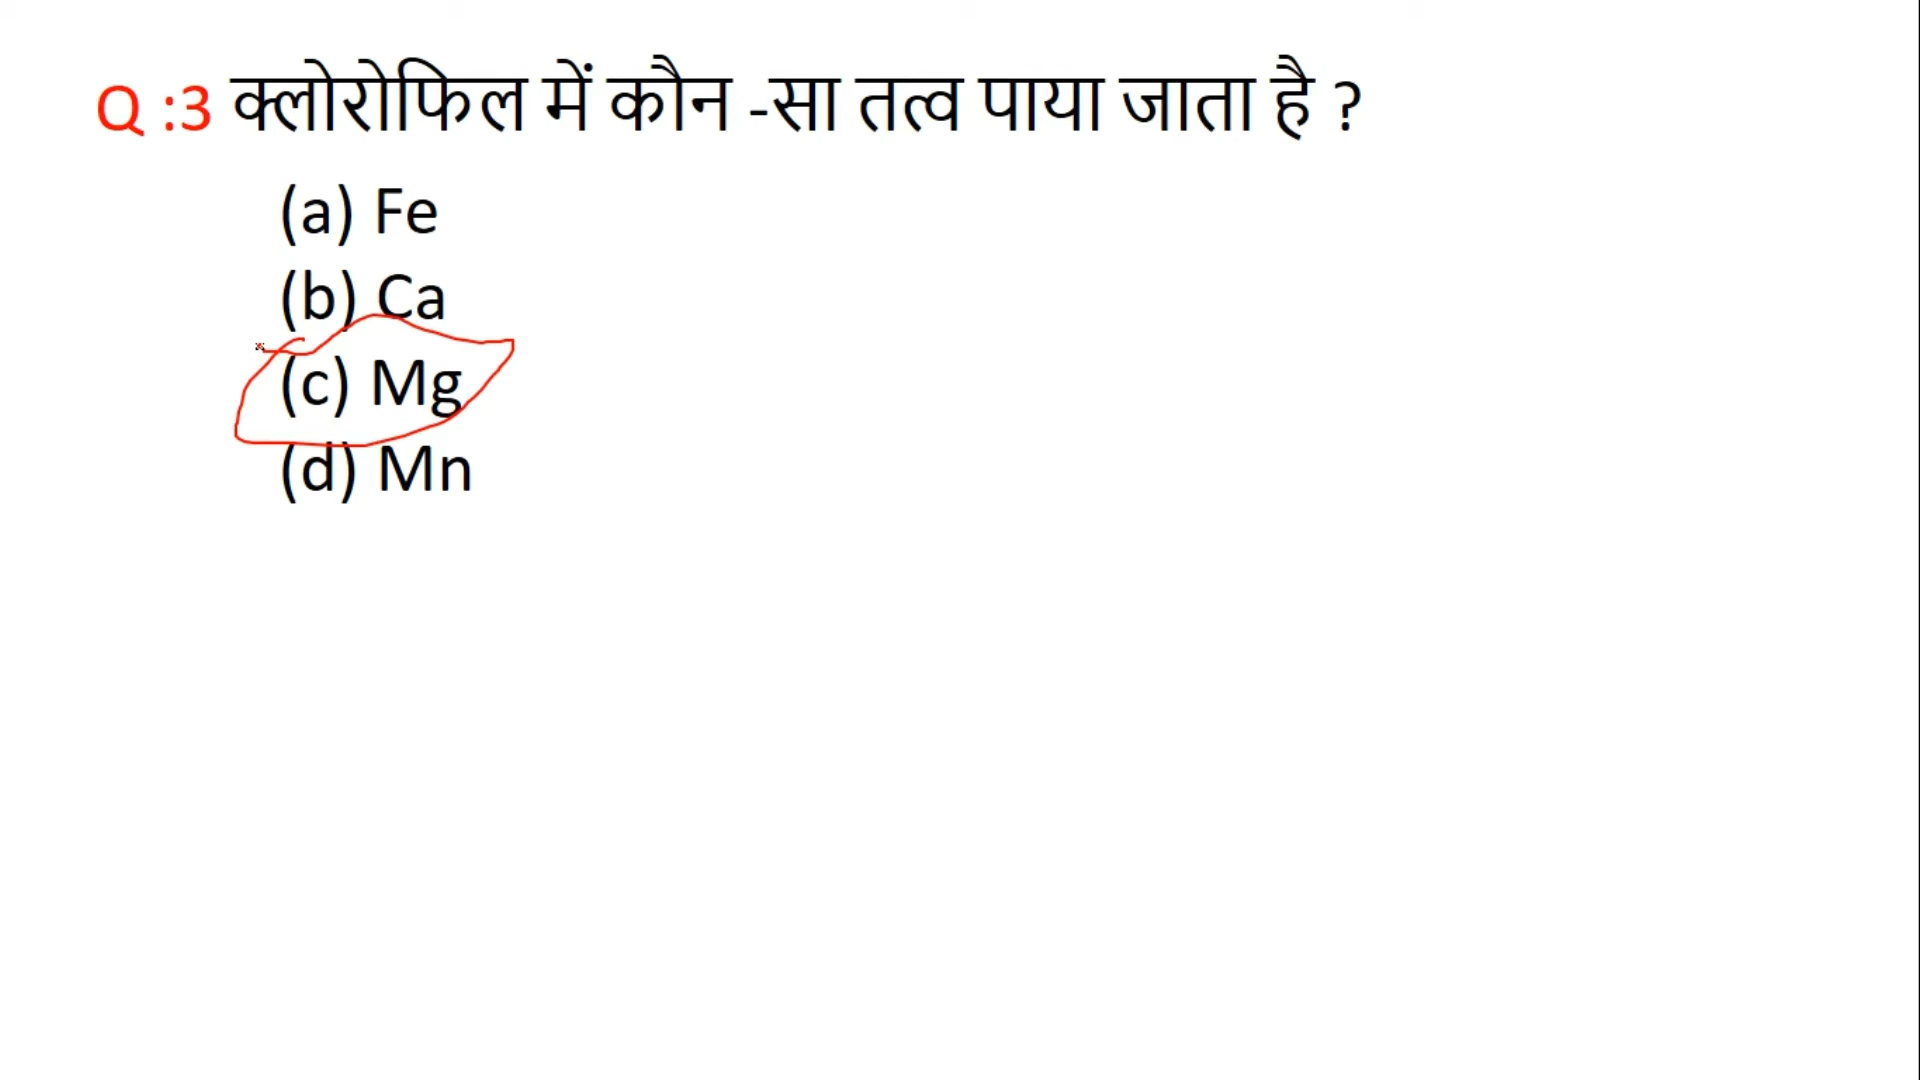 Q :3 क्लोरोफिल में कौन -सा तत्व पाया जाता है ?
(a) Fe
(b) Ca
(c) Mg
(d) Mn